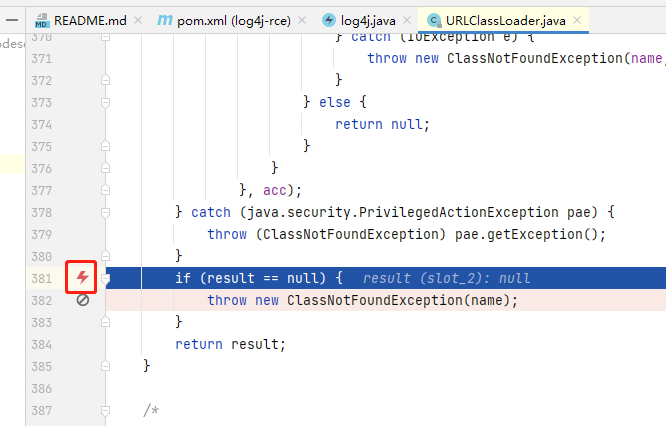 README.md pom.xml (log4j-rce) log4j.java URLClassLoader.java
370 } catch (IOException e) {
371 throw new ClassNotFoundException(name,
372 }
373 } else {
374 return null;
375 }
376 }
377 }, acc);
378 } catch (java.security.PrivilegedActionException pae) {
379 throw (ClassNotFoundException) pae.getException();
380 }
381 if (result == null) { result (slot_2): null
382 throw new ClassNotFoundException(name);
383 }
384 return result;
385 }
386
387 /*